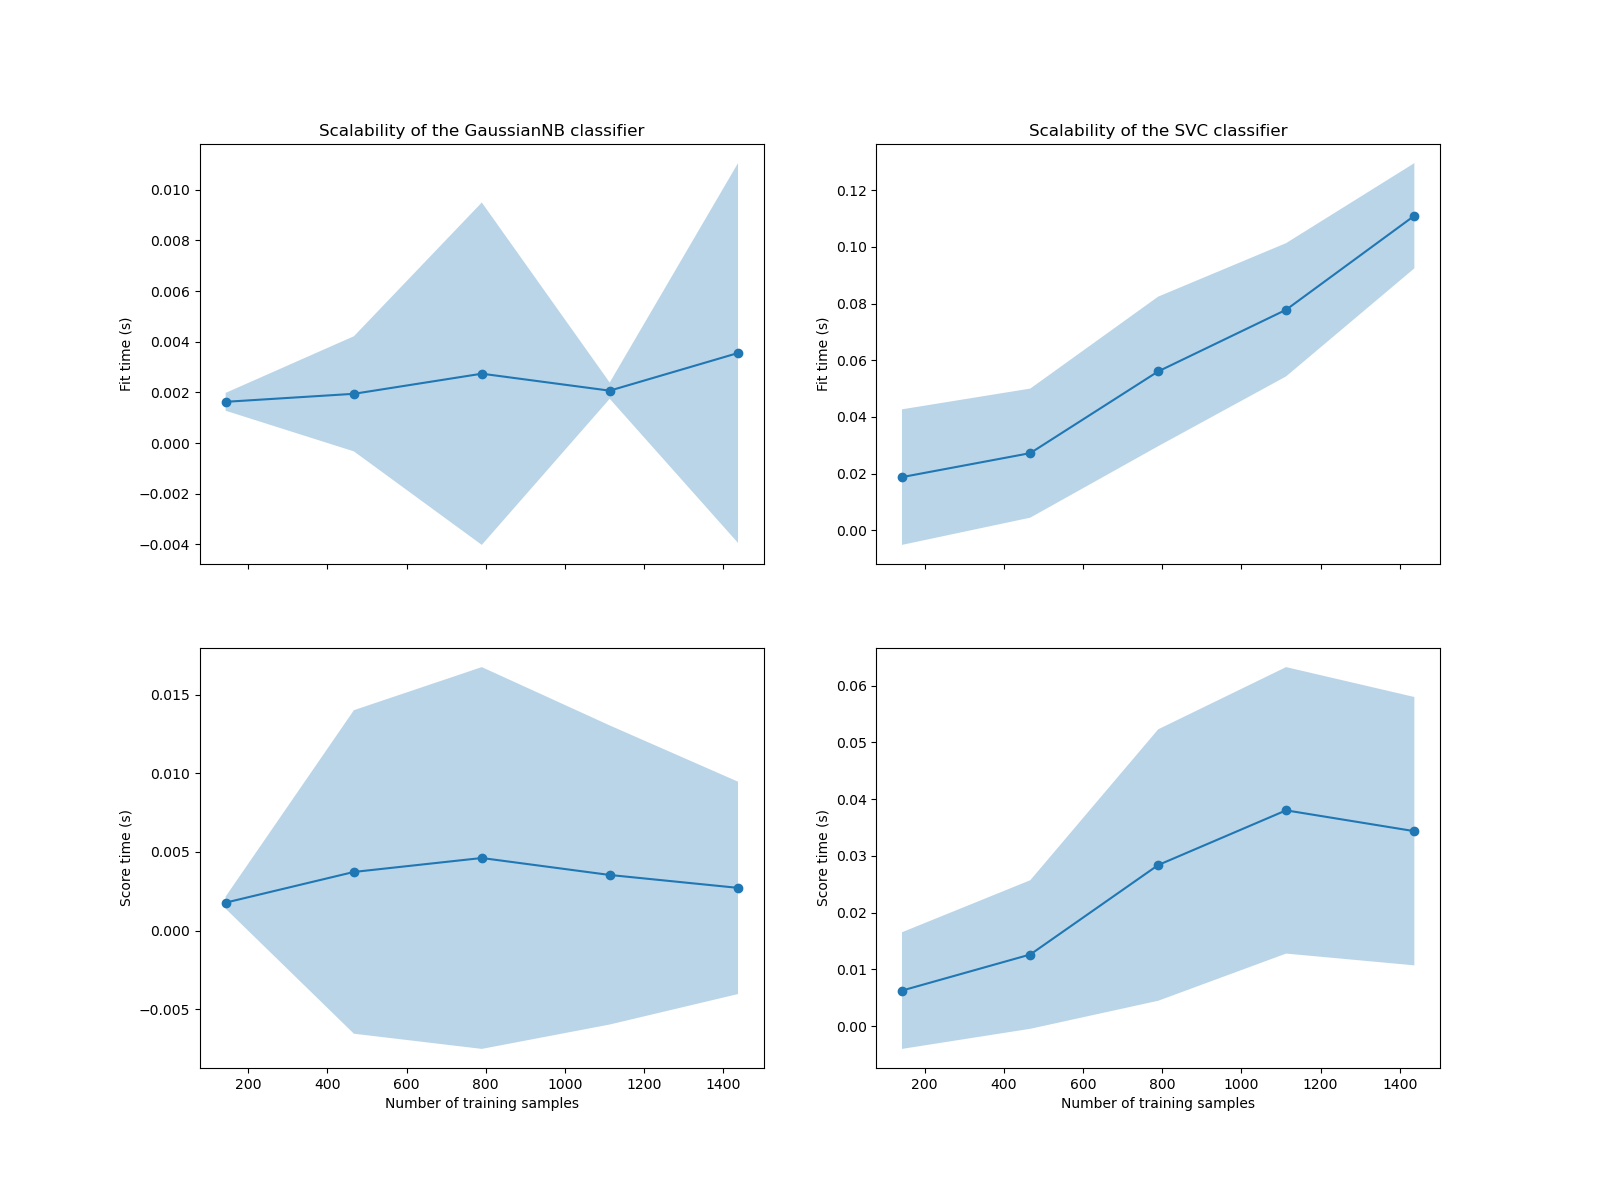 Scalability of the GaussianNB classifier
0.010
0.008
0.006
0.004
0.002
0.000
−0.002
−0.004
Fit time (s)
Scalability of the SVC classifier
0.12
0.10
0.08
0.06
0.04
0.02
0.00
Fit time (s)
0.015
0.010
0.005
0.000
−0.005
Score time (s)
200 400 600 800 1000 1200 1400
Number of training samples
0.06
0.05
0.04
0.03
0.02
0.01
0.00
Score time (s)
200 400 600 800 1000 1200 1400
Number of training samples